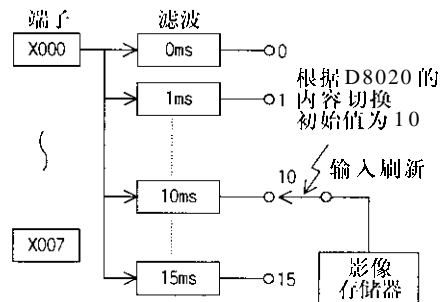 端子
滤波
X000
0ms
0
1ms
1
根据D8020的
内容切换
初始值为10
输入刷新
10ms
10
X007
15ms
15
影像
存储器